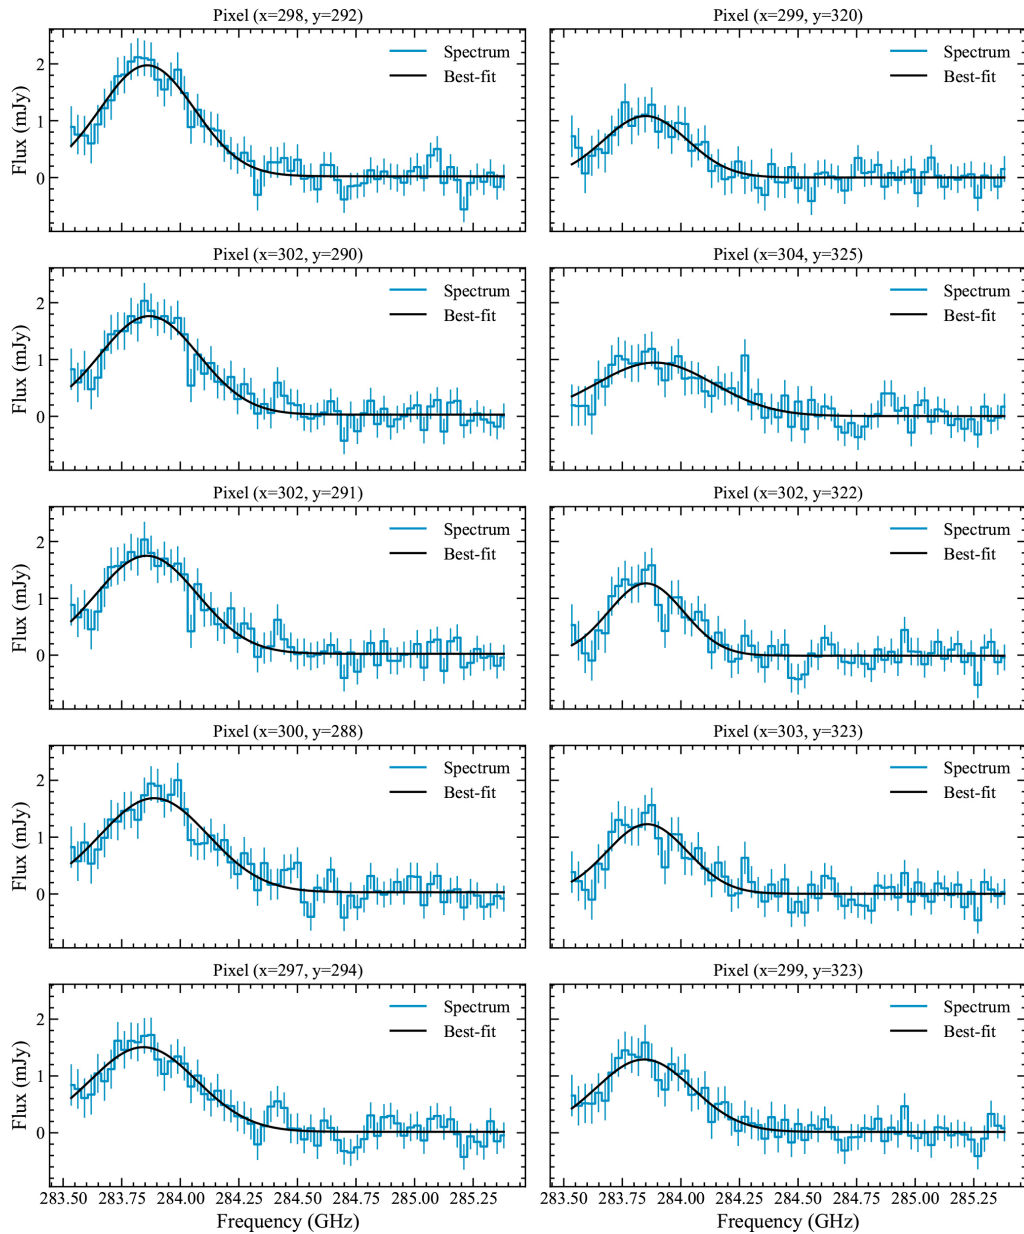 Pixel (x=298, y=292)
Pixel (x=299, y=320)
Flux (mJy)
2
1
0
Spectrum
Best-fit
Spectrum
Best-fit
Pixel (x=302, y=290)
Pixel (x=304, y=325)
Flux (mJy)
2
1
0
Spectrum
Best-fit
Spectrum
Best-fit
Pixel (x=302, y=291)
Pixel (x=302, y=322)
Flux (mJy)
2
1
0
Spectrum
Best-fit
Spectrum
Best-fit
Pixel (x=300, y=288)
Pixel (x=303, y=323)
Flux (mJy)
2
1
0
Spectrum
Best-fit
Spectrum
Best-fit
Pixel (x=297, y=294)
Pixel (x=299, y=323)
Flux (mJy)
2
1
0
Spectrum
Best-fit
Spectrum
Best-fit
283.50 283.75 284.00 284.25 284.50 284.75 285.00 285.25
283.50 283.75 284.00 284.25 284.50 284.75 285.00 285.25
Frequency (GHz)
Frequency (GHz)